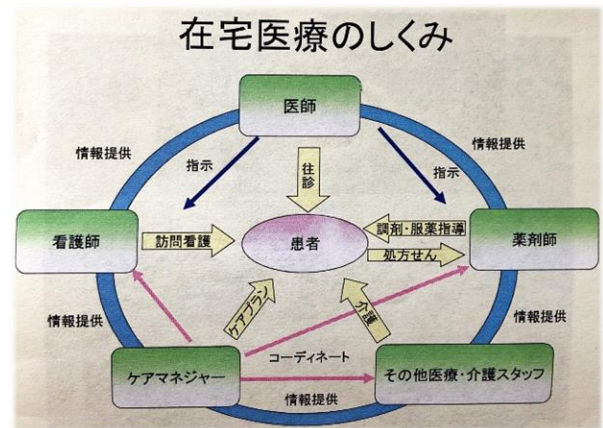 在宅医療のしくみ
医師
情報提供
情報提供
指示
指示
往診
看護師
訪問看護
患者
調剤・服薬指導
処方せん
薬剤師
情報提供
ケアプラン
介護
情報提供
ケアマネジャー
コーディネート
その他医療・介護スタッフ
情報提供